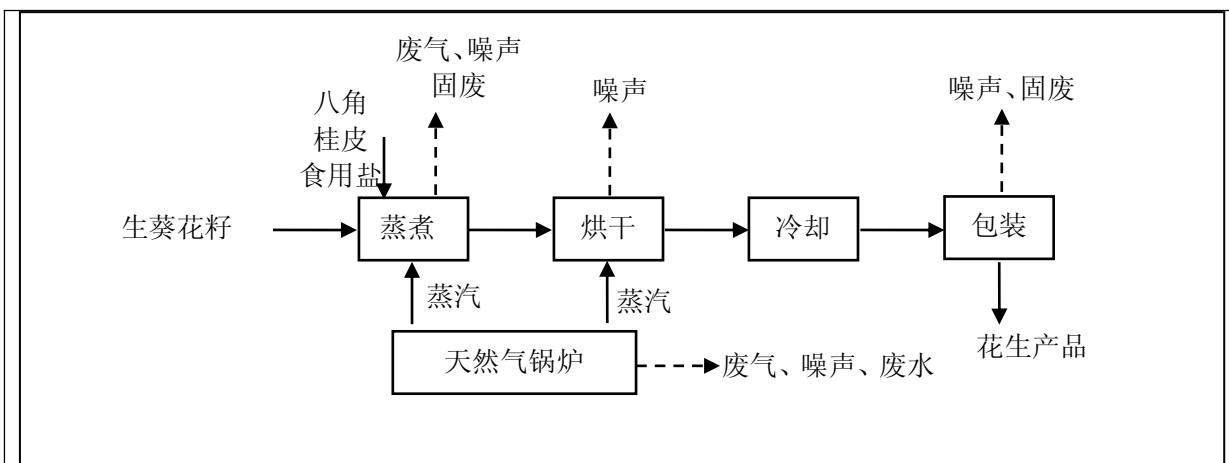 废气、噪声
固废
噪声
噪声、固废
八角
桂皮
食用盐
生葵花籽
蒸煮
烘干
冷却
包装
蒸汽
蒸汽
花生产品
天然气锅炉
废气、噪声、废水